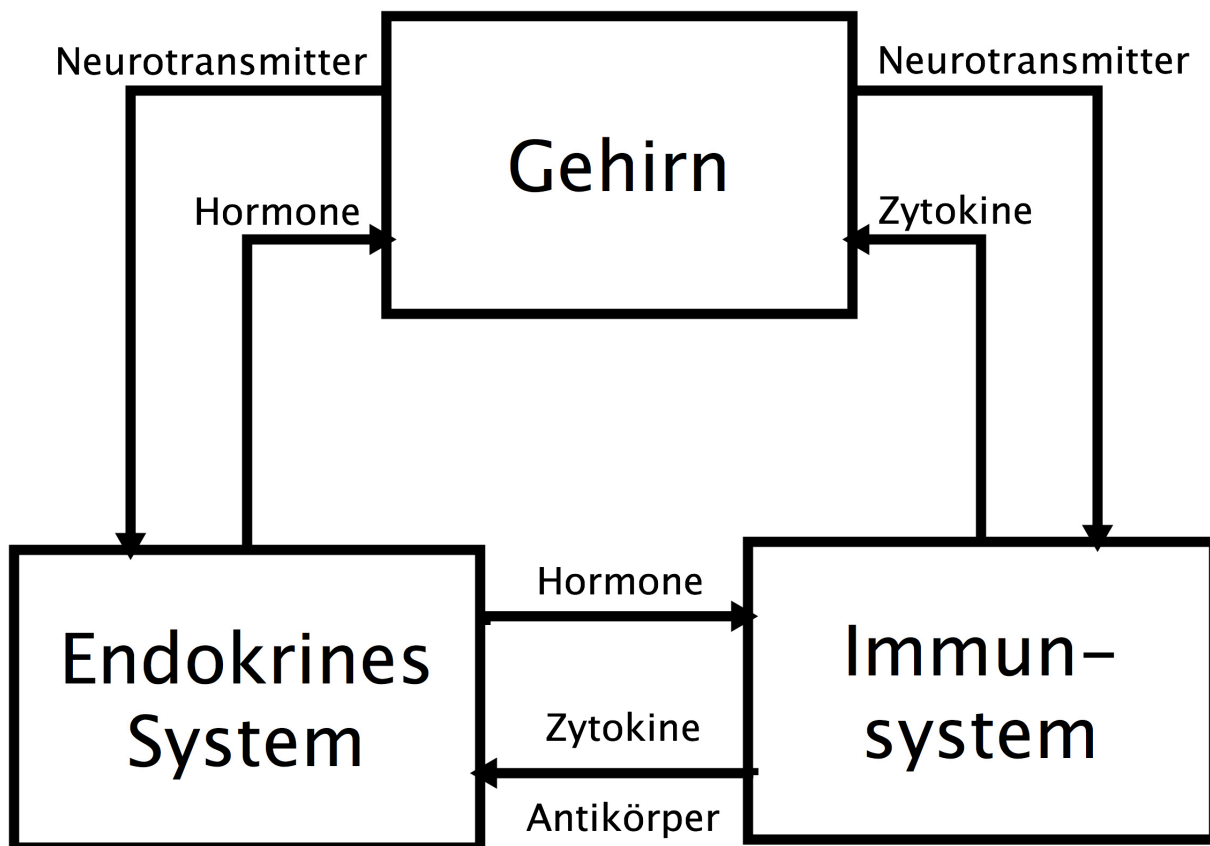 Neurotransmitter
Neurotransmitter
Gehirn
Hormone
Zytokine
Hormone
Endokrines
System
Immun-
system
Zytokine
Antikörper